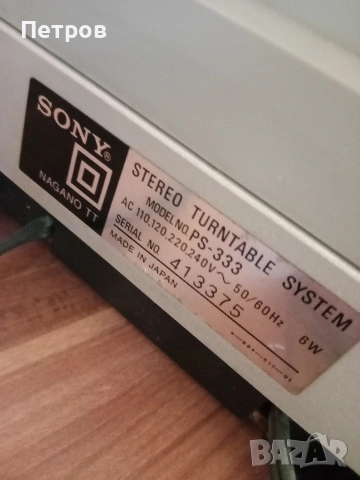 Петров
SONY®
NAGANO TT
STEREO TURNTABLE SYSTEM
MODEL NO. PS-333
AC 110.120.220.240V~ 50/60Hz 6W
SERIAL NO 413375
MADE IN JAPAN
BAZAR